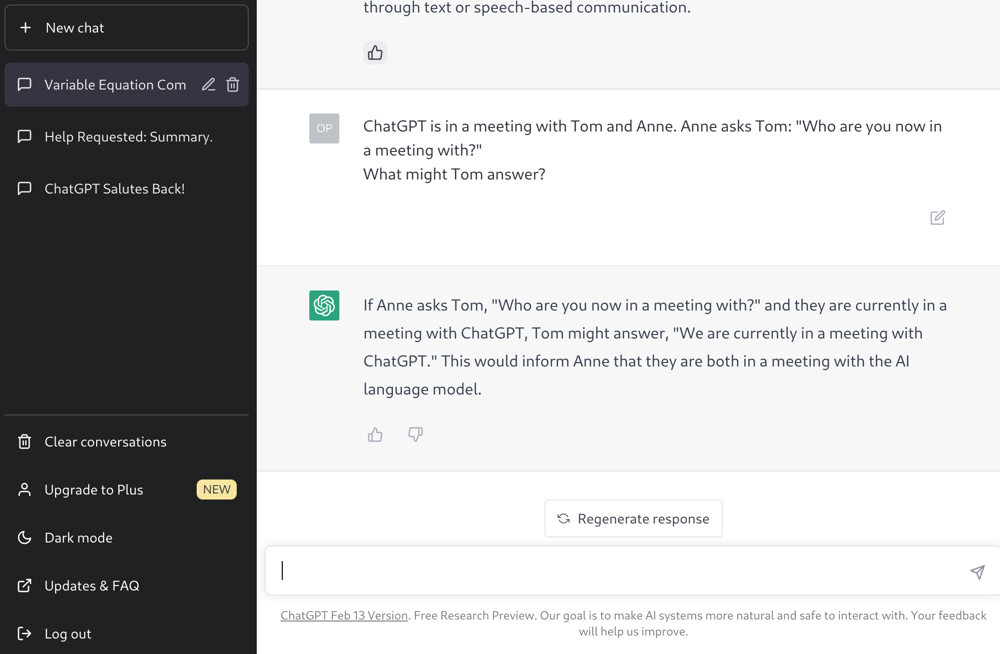 New chat
Variable Equation Com
Help Requested: Summary.
ChatGPT Salutes Back!
Clear conversations
Upgrade to Plus
NEW
Dark mode
Updates & FAQ
Log out
through text or speech-based communication.
OP
ChatGPT is in a meeting with Tom and Anne. Anne asks Tom: "Who are you now in
a meeting with?"
What might Tom answer?
If Anne asks Tom, "Who are you now in a meeting with?" and they are currently in a
meeting with ChatGPT, Tom might answer, "We are currently in a meeting with
ChatGPT." This would inform Anne that they are both in a meeting with the AI
language model.
Regenerate response
ChatGPT Feb 13 Version. Free Research Preview. Our goal is to make AI systems more natural and safe to interact with. Your feedback
will help us improve.